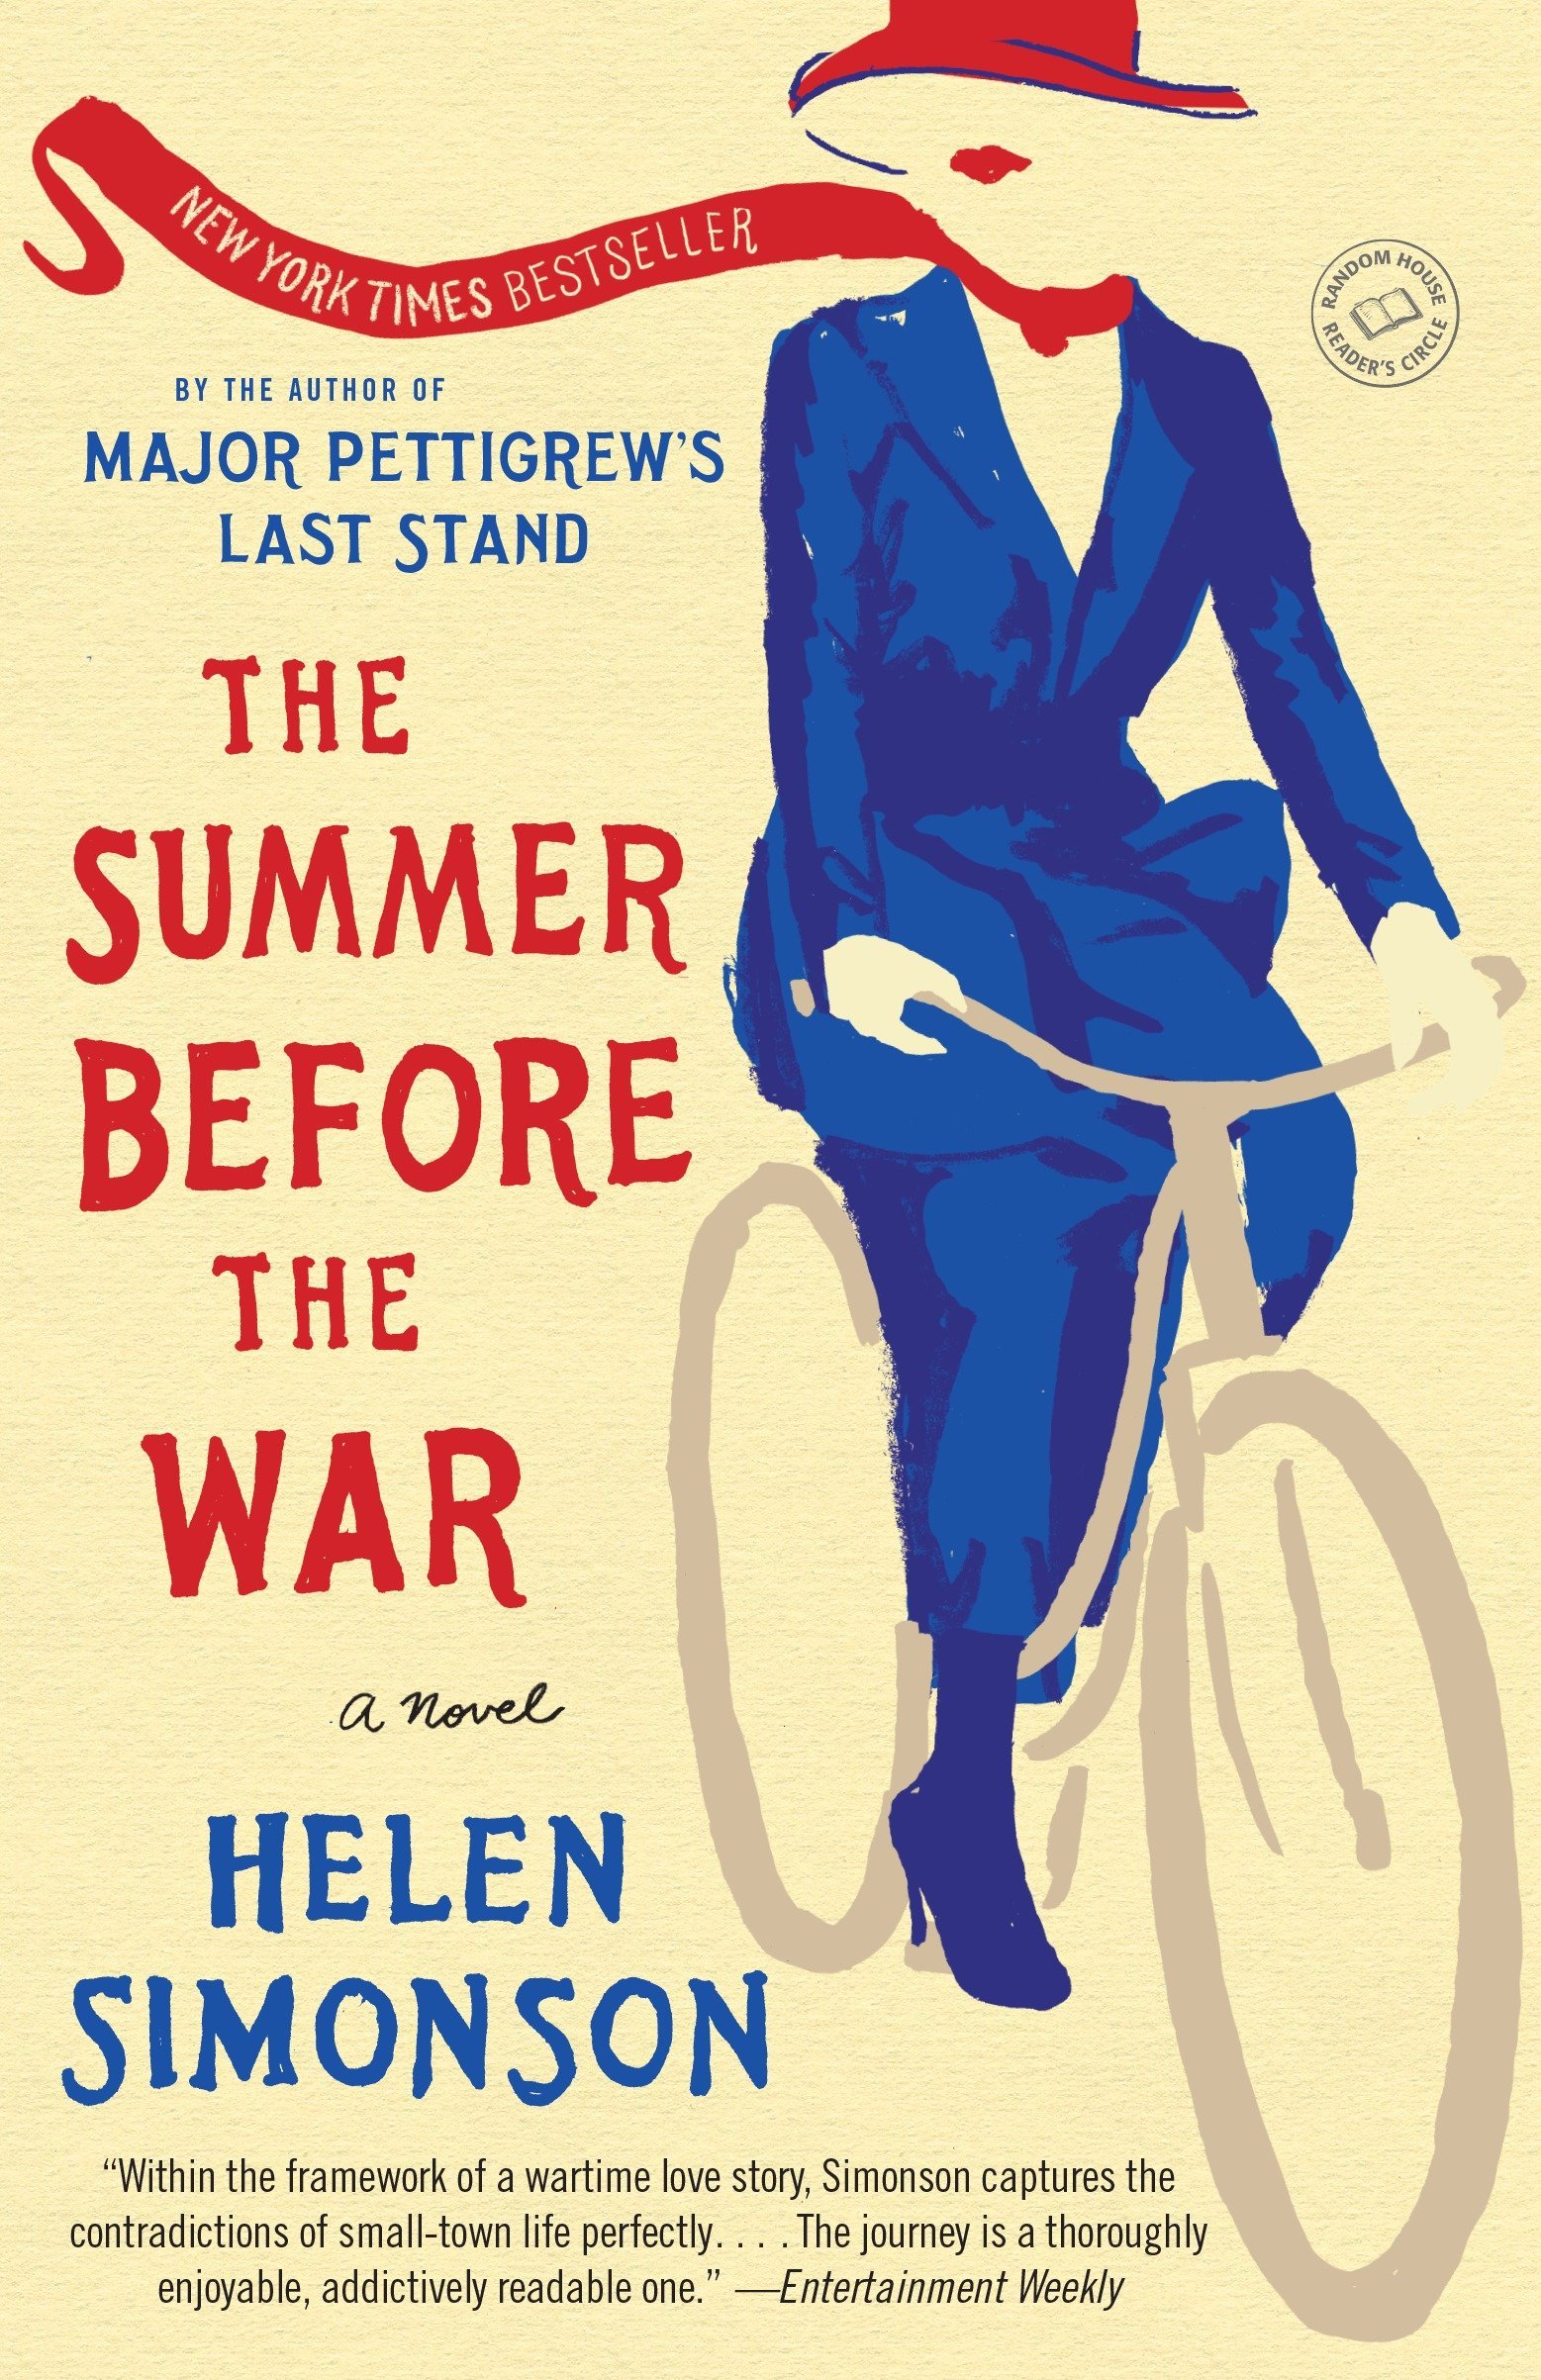 NEW YORK TIMES BESTSELLER
RANDOM HOUSE
READER'S CIRCLE
BY THE AUTHOR OF
MAJOR PETTIGREW'S
LAST STAND
THE
SUMMER
BEFORE
THE
WAR
a novel
HELEN
SIMONSON
“Within the framework of a wartime love story, Simonson captures the
contradictions of small-town life perfectly. . . . The journey is a thoroughly
enjoyable, addictively readable one.” —Entertainment Weekly